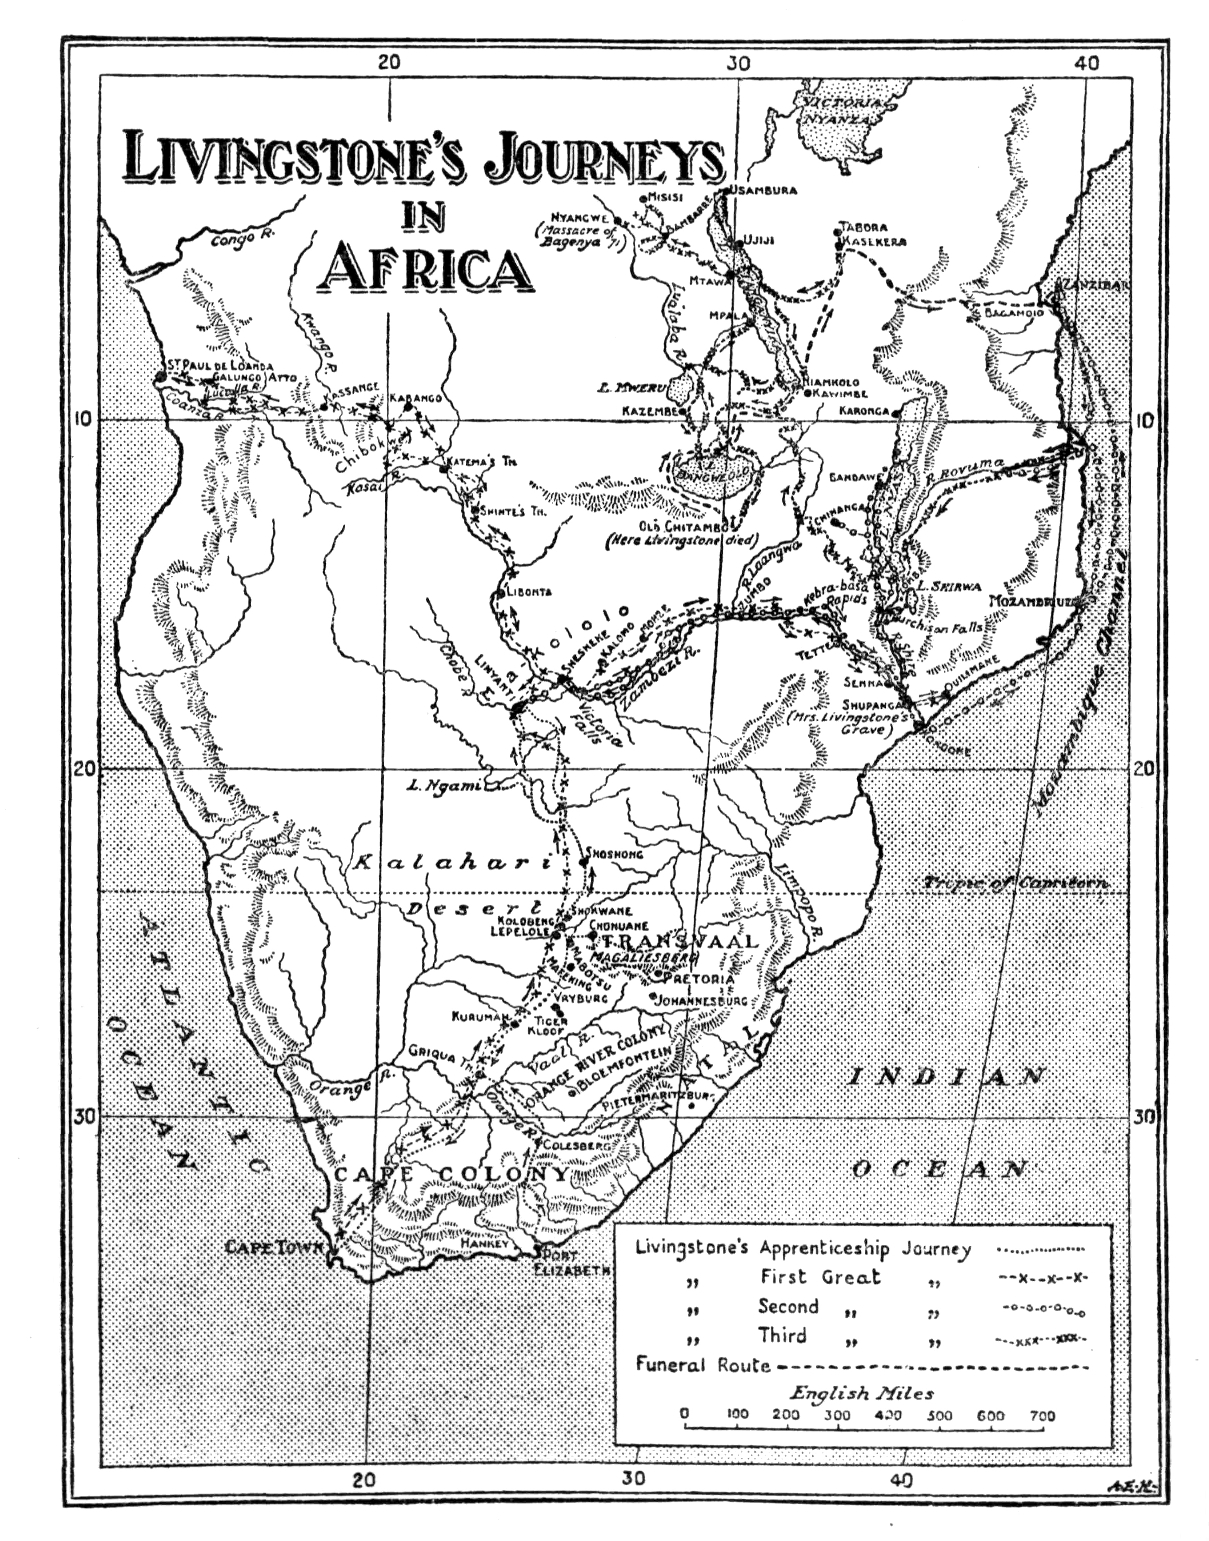 20 30 40
LIVINGSTONE'S JOURNEYS
IN
AFRICA
VICTORIA
NYANZA
USAMBURA
MISISI
BAMBARRE
NYANGWE
(Massacre of
Bagenya '71)
UJIJI
TABORA
KASEKERA
Congo R.
MTAWA
ZANZIBAR
BAGAMOIO
Kwango R.
Lualaba R.
MPALA
ST PAUL DE LOANDA
GALUNGO ALTO
Lucalla R.
Coanza R.
KASSANGE
KABANGO
L. MWERU
KAZEMBE
NIAMKOLO
KAWIMBE
KARONGA
10 10
Chibok
Kasai R.
KATEMA'S TN.
SHINTE'S TN.
L.
BANGWEOLO
BANDAWE
R. Rovuma
OLD CHITAMBO
(Here Livingstone died)
CHINANGA
R. Loangwa
ZUMBO
Kebra-basa
Rapids
L. SHIRWA
MOZAMBIQUE
Murchison Falls
R. Shire
LIBONTA
Makololo
SESHEKE
KALOMO
MONZE
Zambezi R.
TETTE
SENNA
QUILIMANE
SHUPANGA
(Mrs. Livingstone's
Grave)
KONGONE
Chobe R.
LINYANTI
Victoria
Falls
Mozambique Channel
20 20
L. Ngami
Kalahari
Desert
SHOSHONG
Tropic of Capricorn
Limpopo R.
SHOKWANE
KOLOBENG
LEPELOLE
CHONUANE
TRANSVAAL
MAGALIESBERG
MABOTSU
MAFEKING
PRETORIA
JOHANNESBURG
VRYBURG
KURUMAN
TIGER
KLOOF
ATLANTIC
OCEAN
GRIQUA TN.
Vaal R.
ORANGE RIVER COLONY
BLOEMFONTEIN
Orange R.
Orange R.
PIETERMARITZBURG
NATAL
INDIAN
OCEAN
30 30
COLESBERG
CAPE COLONY
CAPE TOWN
HANKEY
PORT
ELIZABETH
Livingstone's Apprenticeship Journey
„ First Great „
„ Second „ „
„ Third „ „
Funeral Route
English Miles
0 100 200 300 400 500 600 700
20 30 40
A.E.H.